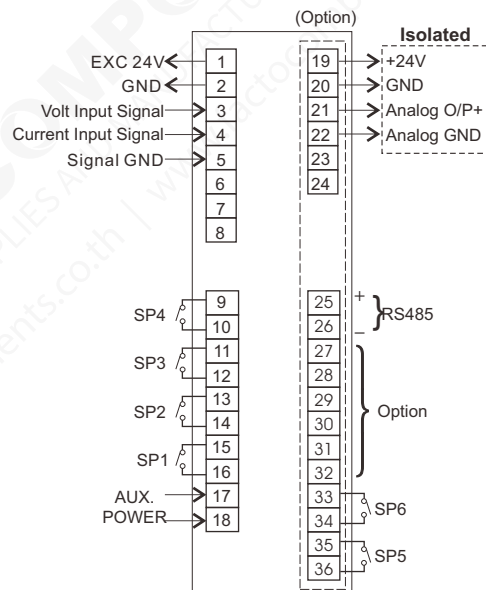 (Option)
Isolated
EXC 24V 1
GND 2
Volt Input Signal 3
Current Input Signal 4
Signal GND 5
6
7
8
19 +24V
20 GND
21 Analog O/P+
22 Analog GND
23
24
SP4 9
10
SP3 11
12
SP2 13
14
SP1 15
16
AUX. 17
POWER 18
25 +
26 −
RS485
27
28
29
30
31
32
Option
33
34
SP6
35
36
SP5